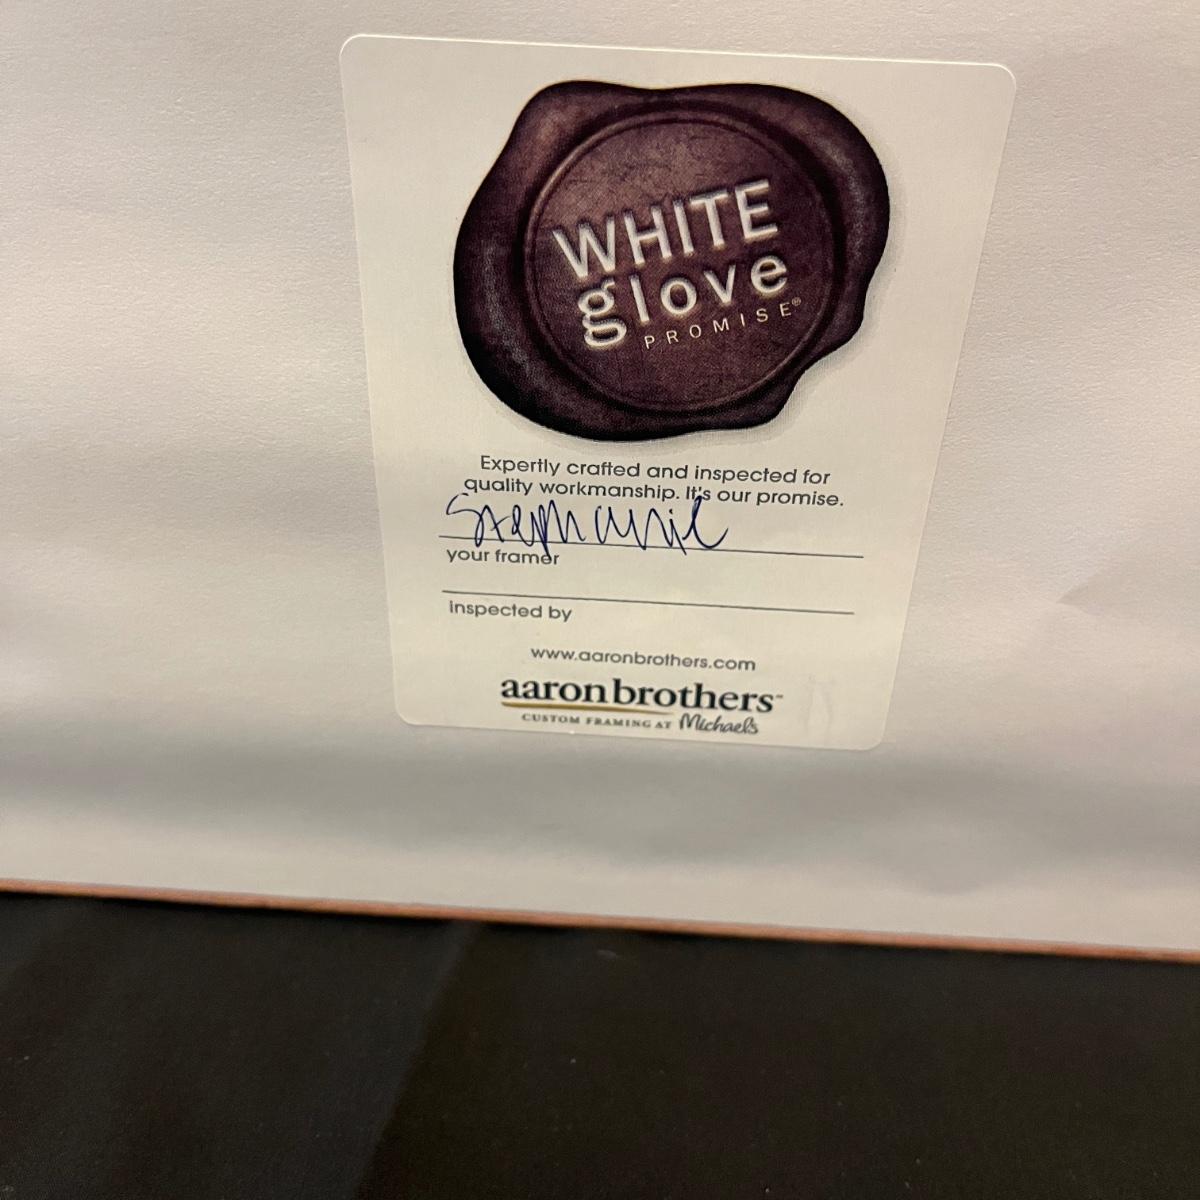 WHITE
glove
PROMISE®
Expertly crafted and inspected for
quality workmanship. It's our promise.
Stephanie
your framer
inspected by
www.aaronbrothers.com
aaronbrothers™
CUSTOM FRAMING AT Michaels